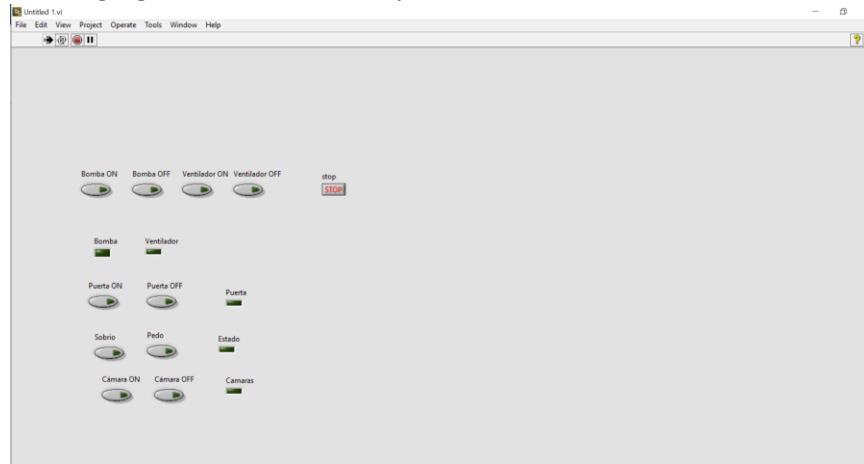 Untitled 1.vi
File Edit View Project Operate Tools Window Help
Bomba ON Bomba OFF Ventilador ON Ventilador OFF stop
STOP
Bomba Ventilador
Puerta ON Puerta OFF Puerta
Sobrio Pedo Estado
Cámara ON Cámara OFF Camaras